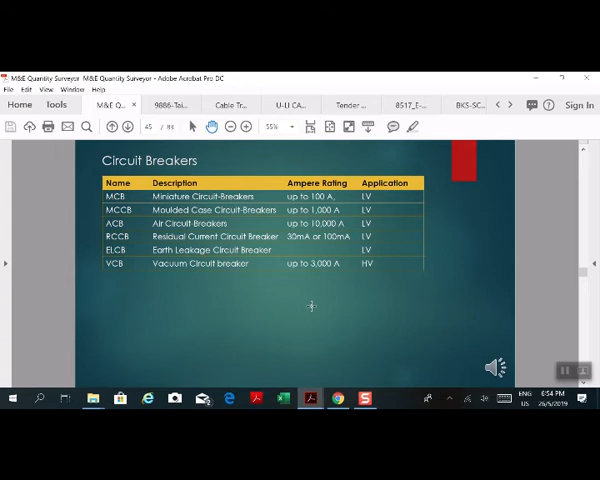 M&E Quantity Surveyor M&E Quantity Surveyor - Adobe Acrobat Pro DC
File Edit View Window Help
Home Tools M&E Q... × 9886-Tai... Cable Tr... U-LI CA... Tender ... 8517_E-... BKS-SC... Sign In
45 / 83 55%
Circuit Breakers
Name Description Ampere Rating Application
MCB Miniature Circuit-Breakers up to 100 A, LV
MCCB Moulded Case Circuit-Breakers up to 1,000 A LV
ACB Air Circuit-Breakers up to 10,000 A LV
RCCB Residual Current Circuit Breaker 30mA or 100mA LV
ELCB Earth Leakage Circuit Breaker LV
VCB Vacuum Circuit breaker up to 3,000 A HV
ENG 6:54 PM
US 26/5/2019